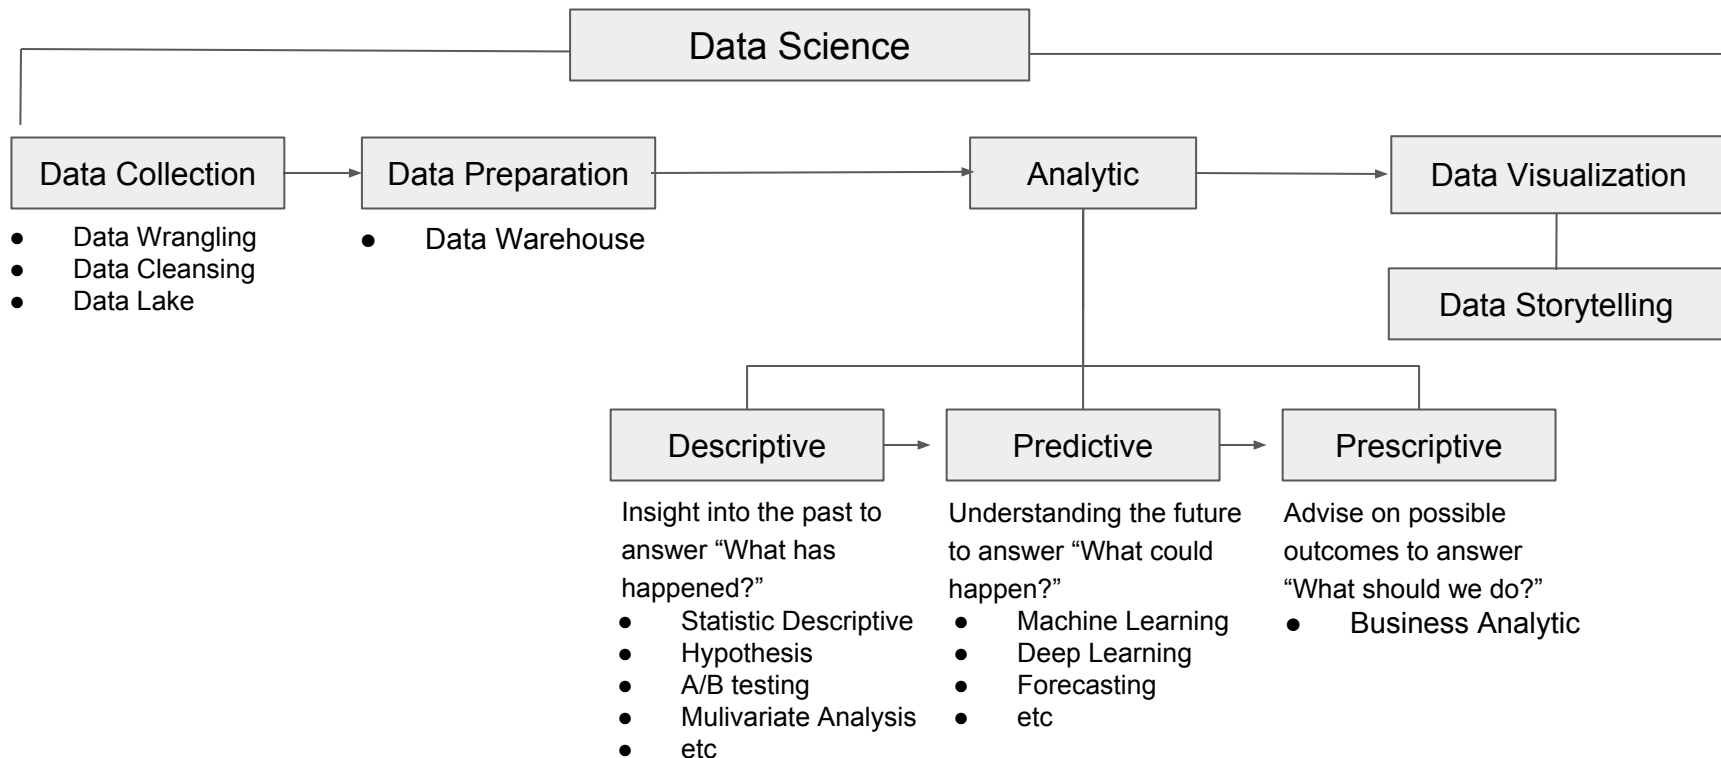 Data Science
Data Collection
Data Preparation
Analytic
Data Visualization
● Data Wrangling
● Data Cleansing
● Data Lake
● Data Warehouse
Data Storytelling
Descriptive
Predictive
Prescriptive
Insight into the past to
answer “What has
happened?”
● Statistic Descriptive
● Hypothesis
● A/B testing
● Mulivariate Analysis
● etc
Understanding the future
to answer “What could
happen?”
● Machine Learning
● Deep Learning
● Forecasting
● etc
Advise on possible
outcomes to answer
“What should we do?”
● Business Analytic